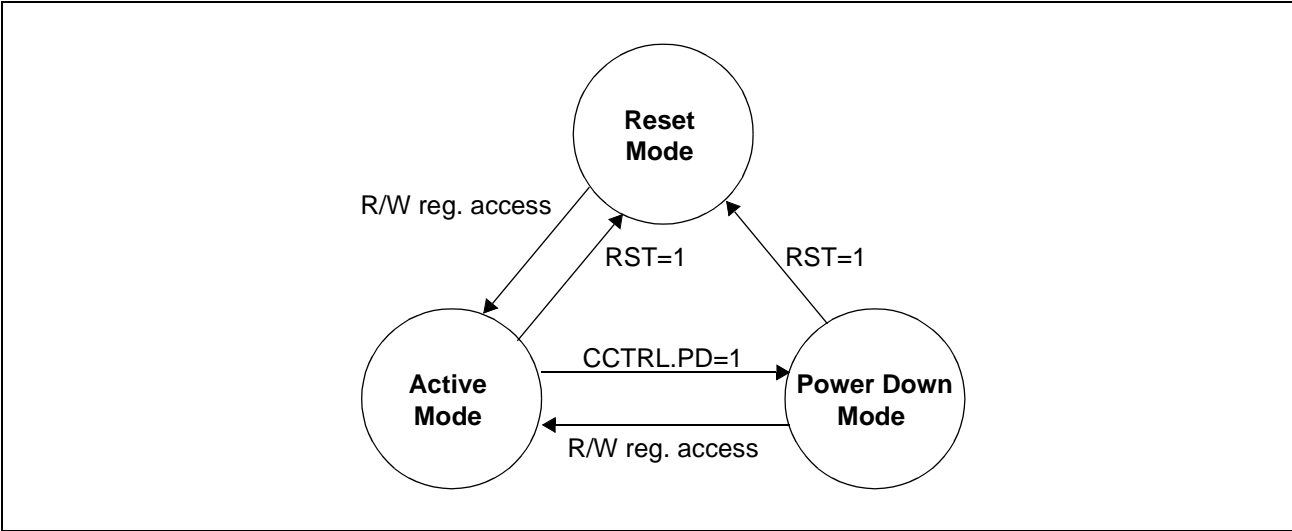 Reset
Mode
R/W reg. access
RST=1
RST=1
CCTRL.PD=1
Active
Mode
Power Down
Mode
R/W reg. access